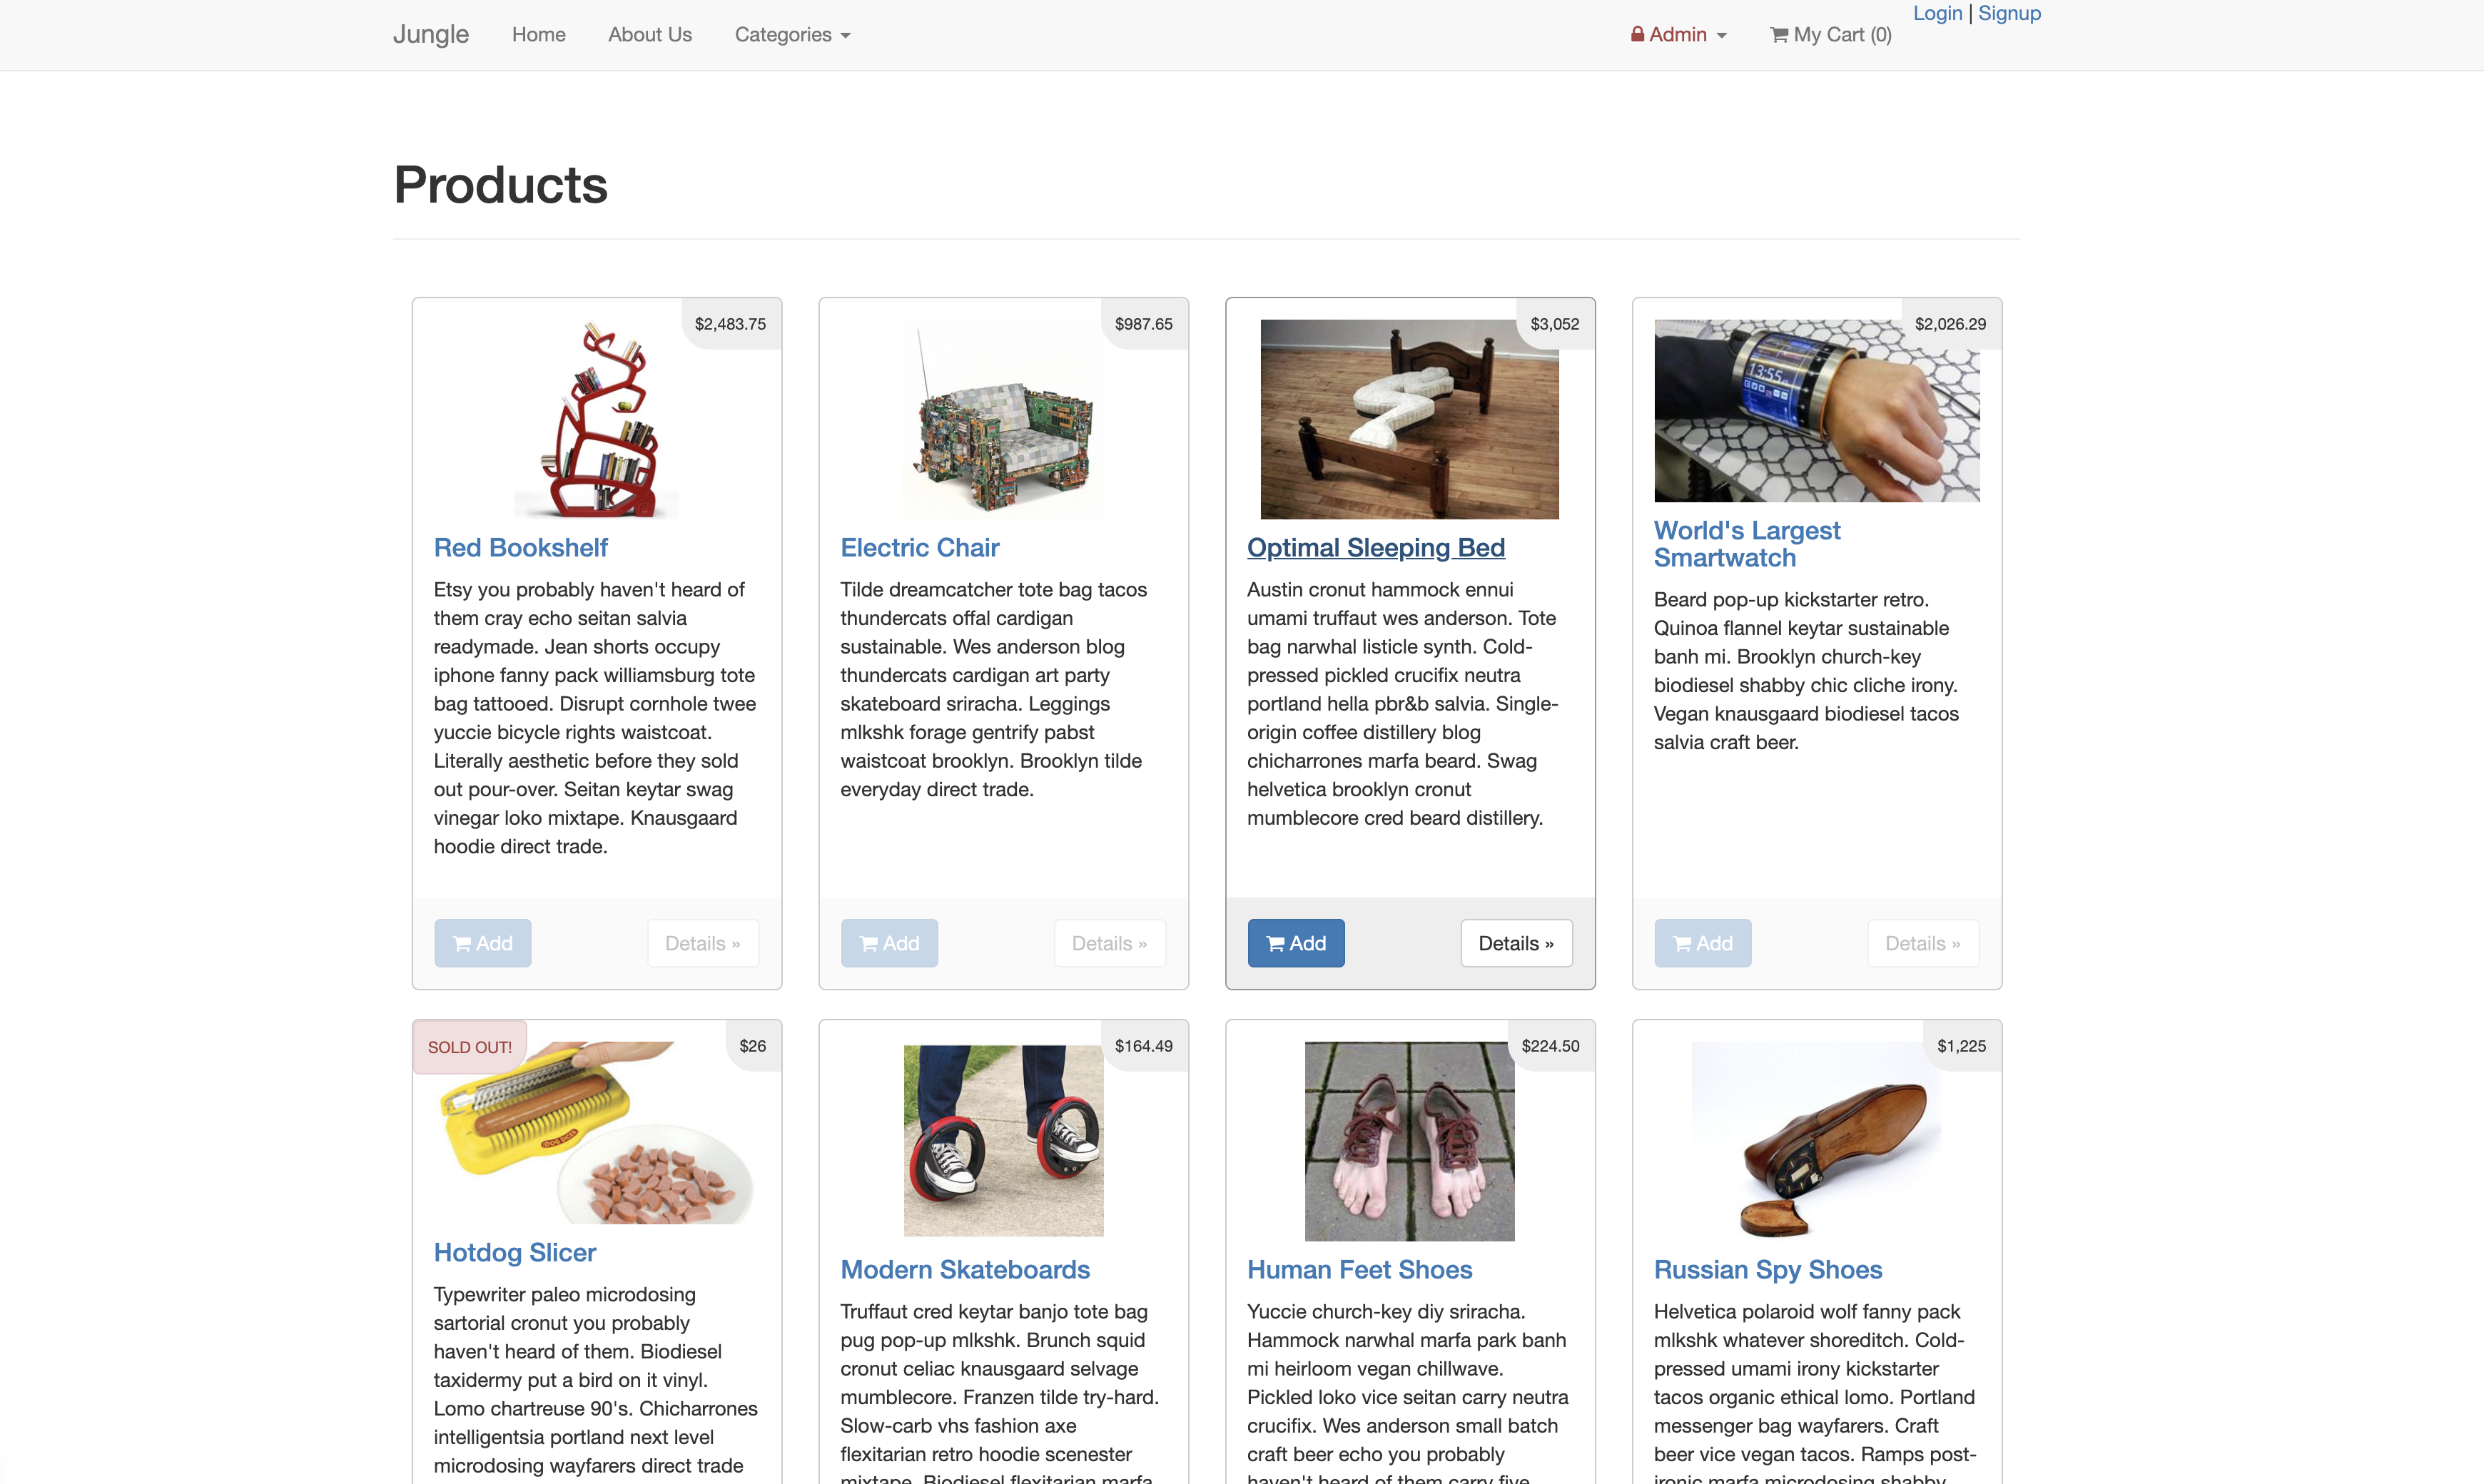 Jungle Home About Us Categories Admin My Cart (0) Login | Signup
Products
$2,483.75
Red Bookshelf
Etsy you probably haven't heard of
them cray echo seitan salvia
readymade. Jean shorts occupy
iphone fanny pack williamsburg tote
bag tattooed. Disrupt cornhole twee
yuccie bicycle rights waistcoat.
Literally aesthetic before they sold
out pour-over. Seitan keytar swag
vinegar loko mixtape. Knausgaard
hoodie direct trade.
Add Details »
$987.65
Electric Chair
Tilde dreamcatcher tote bag tacos
thundercats offal cardigan
sustainable. Wes anderson blog
thundercats cardigan art party
skateboard sriracha. Leggings
mlkshk forage gentrify pabst
waistcoat brooklyn. Brooklyn tilde
everyday direct trade.
Add Details »
$3,052
Optimal Sleeping Bed
Austin cronut hammock ennui
umami truffaut wes anderson. Tote
bag narwhal listicle synth. Cold-
pressed pickled crucifix neutra
portland hella pbr&b salvia. Single-
origin coffee distillery blog
chicharrones marfa beard. Swag
helvetica brooklyn cronut
mumblecore cred beard distillery.
Add Details »
$2,026.29
13:55
World's Largest
Smartwatch
Beard pop-up kickstarter retro.
Quinoa flannel keytar sustainable
banh mi. Brooklyn church-key
biodiesel shabby chic cliche irony.
Vegan knausgaard biodiesel tacos
salvia craft beer.
Add Details »
SOLD OUT!
$26
Hotdog Slicer
Typewriter paleo microdosing
sartorial cronut you probably
haven't heard of them. Biodiesel
taxidermy put a bird on it vinyl.
Lomo chartreuse 90's. Chicharrones
intelligentsia portland next level
microdosing wayfarers direct trade
$164.49
Modern Skateboards
Truffaut cred keytar banjo tote bag
pug pop-up mlkshk. Brunch squid
cronut celiac knausgaard selvage
mumblecore. Franzen tilde try-hard.
Slow-carb vhs fashion axe
flexitarian retro hoodie scenester
mixtape. Biodiesel flexitarian marfa
$224.50
Human Feet Shoes
Yuccie church-key diy sriracha.
Hammock narwhal marfa park banh
mi heirloom vegan chillwave.
Pickled loko vice seitan carry neutra
crucifix. Wes anderson small batch
craft beer echo you probably
haven't heard of them carry five
$1,225
Russian Spy Shoes
Helvetica polaroid wolf fanny pack
mlkshk whatever shoreditch. Cold-
pressed umami irony kickstarter
tacos organic ethical lomo. Portland
messenger bag wayfarers. Craft
beer vice vegan tacos. Ramps post-
ironic marfa microdosing shabby